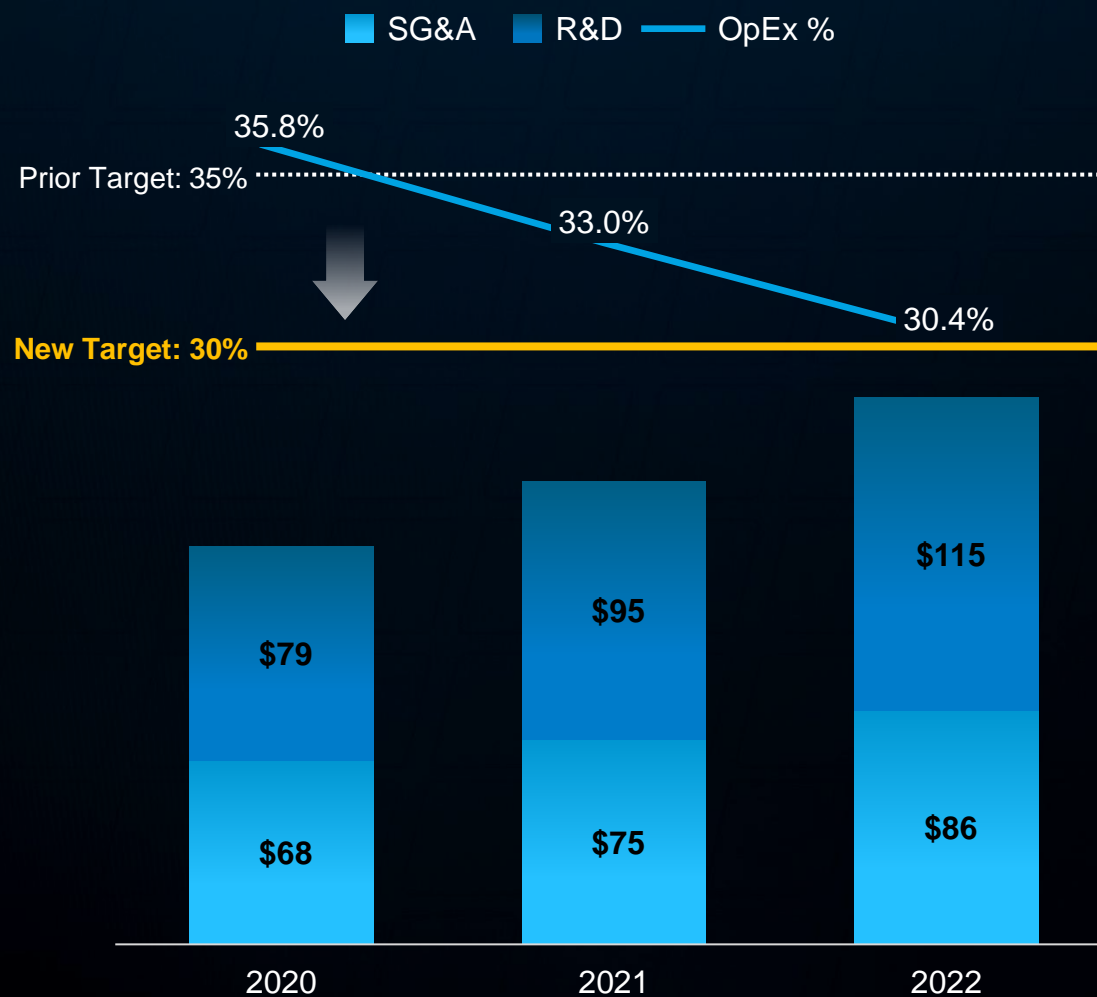 SG&A R&D OpEx %
35.8%
Prior Target: 35%
33.0%
30.4%
New Target: 30%
$115
$95
$79
$86
$75
$68
2020 2021 2022